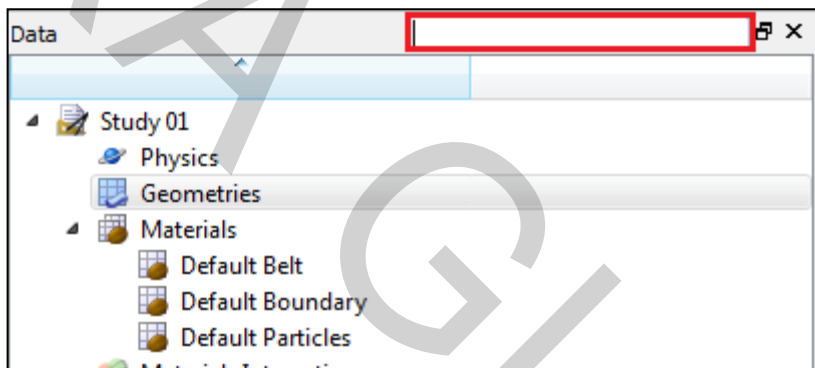 Data
Study 01
Physics
Geometries
Materials
Default Belt
Default Boundary
Default Particles